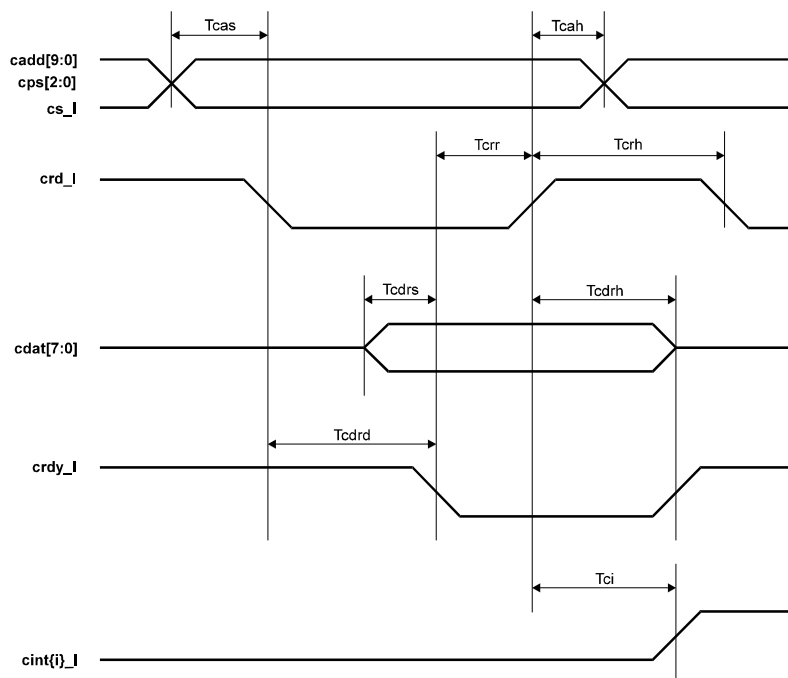 Tcas
Tcah
cadd[9:0]
cps[2:0]
cs_l
Tcrr
Tcrh
crd_l
Tcdrs
Tcdrh
cdat[7:0]
Tcdrd
crdy_l
Tci
cint{i}_l